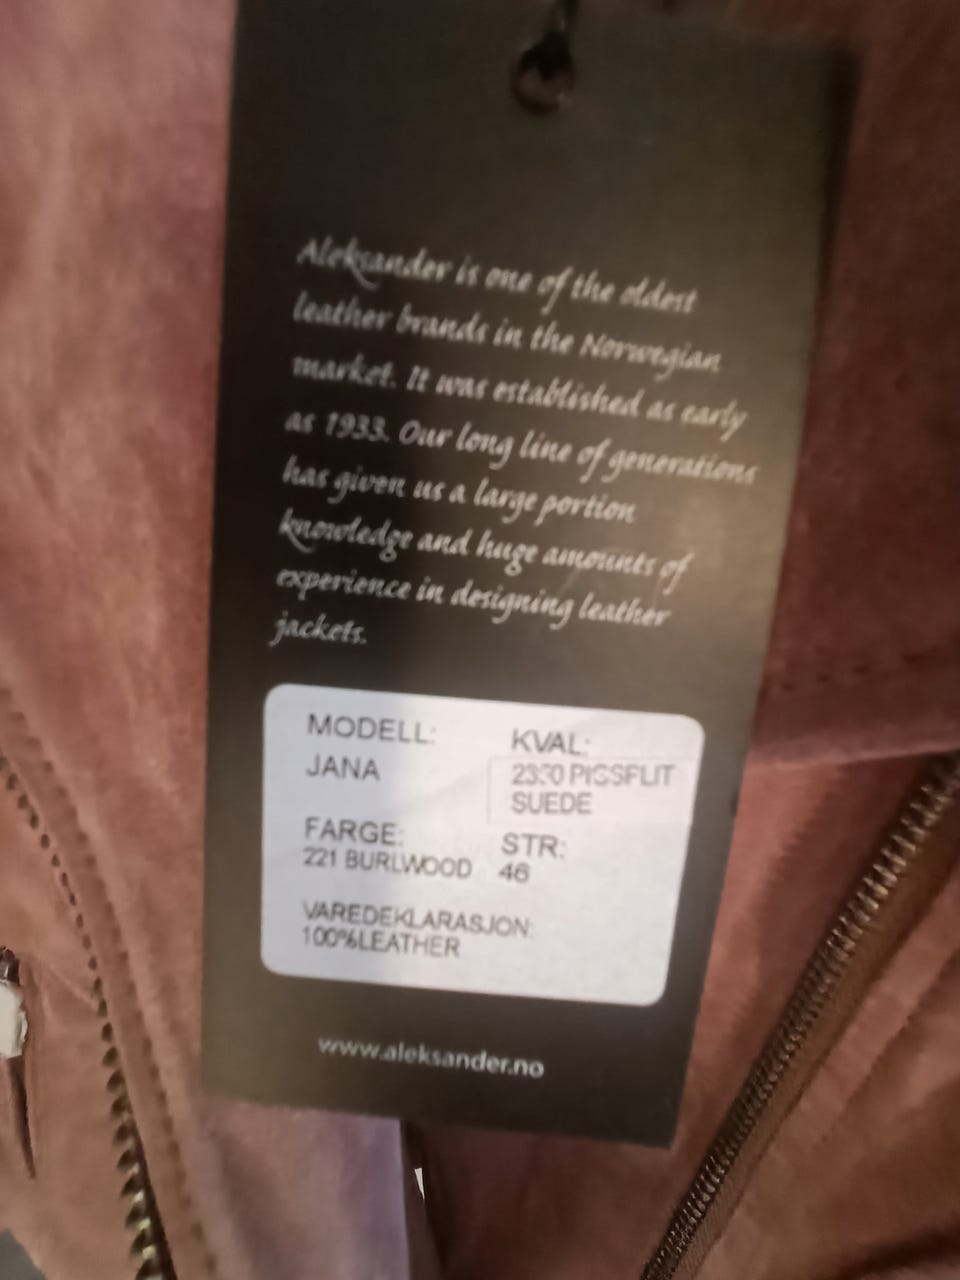 Aleksander is one of the oldest
leather brands in the Norwegian
market. It was established as early
as 1933. Our long line of generations
has given us a large portion
knowledge and huge amounts of
experience in designing leather
jackets.
MODELL:
JANA
KVAL:
PIGSFLIT
SUEDE
FARGE:
221 BURLWOOD
STR:
46
VAREDEKLARASJON:
100%LEATHER
www.aleksander.no